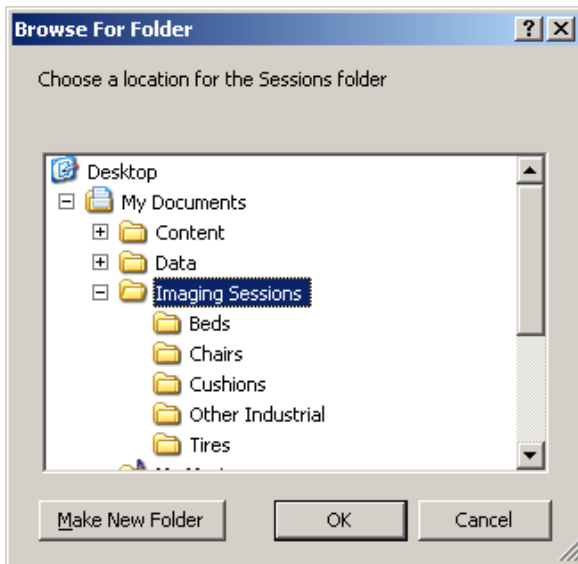 Browse For Folder
Choose a location for the Sessions folder
Desktop
My Documents
Content
Data
Imaging Sessions
Beds
Chairs
Cushions
Other Industrial
Tires
Make New Folder
OK
Cancel